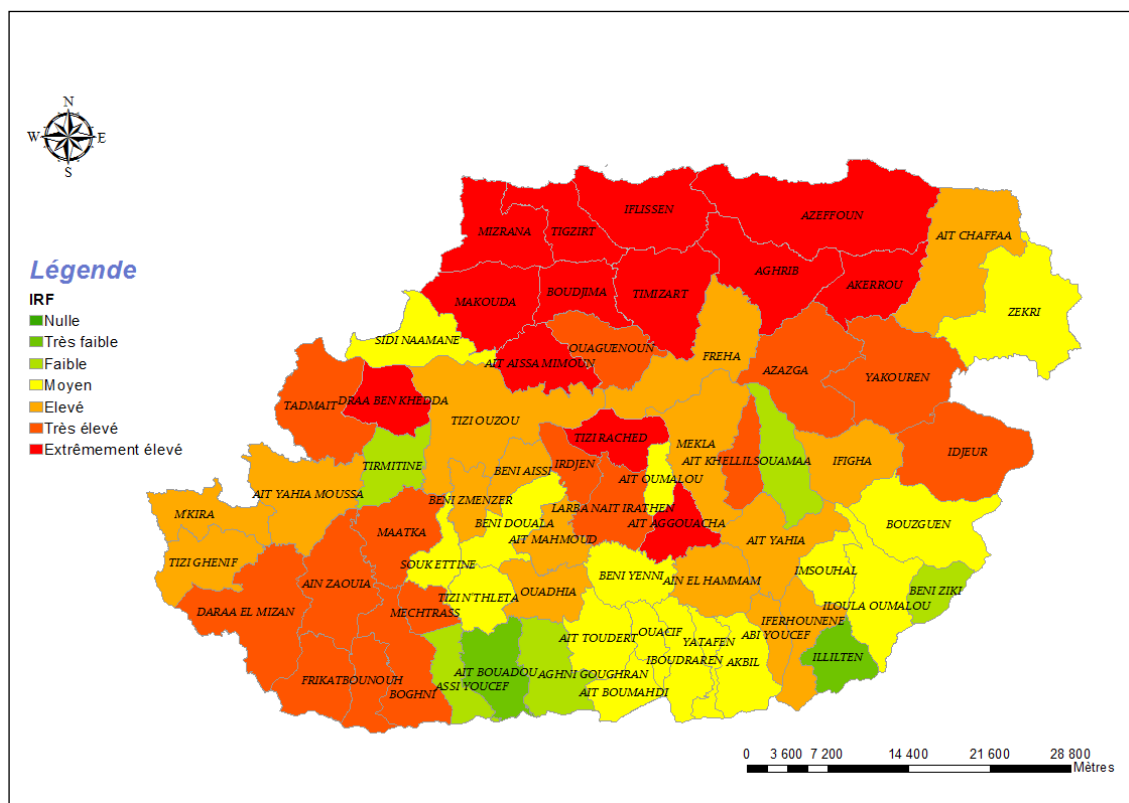 N
W E
S
Légende
IRF
Nulle
Très faible
Faible
Moyen
Elevé
Très élevé
Extrêmement élevé
IFLISSEN
AZEFFOUN
MIZRANA
TIGZIRT
AIT CHAFFAA
AGHRIB
AKERROU
MAKOUDA
BOUDJIMA
TIMIZART
ZEKRI
SIDI NAAMANE
OUAGUENOUN
AIT AISSA MIMOUN
FREHA
AZAZGA
YAKOUREN
TADMAIT
DRAA BEN KHEDDA
TIZI OUZOU
TIZI RACHED
MEKLA
AIT KHELLILI
SOUAMAA
IFIGHA
IDJEUR
TIRMITINE
BENI AISSI
IRDJEN
AIT OUMALOU
AIT YAHIA MOUSSA
BENI ZMENZER
M'KIRA
LARBA NAIT IRATHEN
BENI DOUALA
AIT AGGOUACHA
BOUZGUEN
MAATKA
AIT MAHMOUD
AIT YAHIA
TIZI GHENIF
SOUK ETTINE
BENI YENNI
AIN EL HAMMAM
IMSOUHAL
AIN ZAOUIA
OUADHIA
BENI ZIKI
TIZI N'THLETA
ILOULA OUMALOU
DARAA EL MIZAN
MECHTRASS
IFERHOUNENE
AIT TOUDERT
OUACIF
YATAFEN
ABI YOUCEF
ILLILTEN
IBOUDRAREN
AKBIL
AIT BOUADOU
AGHNI GOUGHRAN
FRIKAT
BOUNOUH
BOGHNI
ASSI YOUCEF
AIT BOUMAHDI
0 3 600 7 200 14 400 21 600 28 800
Mètres